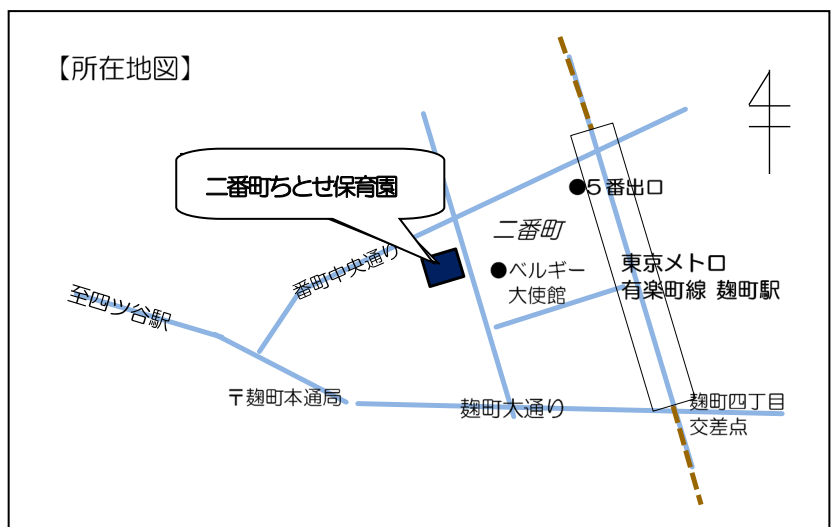 【所在地図】
二番町ちとせ保育園
●5番出口
二番町
番町中央通り
●ベルギー
大使館
東京メトロ
有楽町線 麹町駅
至四ツ谷駅
〒麹町本通局
麹町大通り
麹町四丁目
交差点